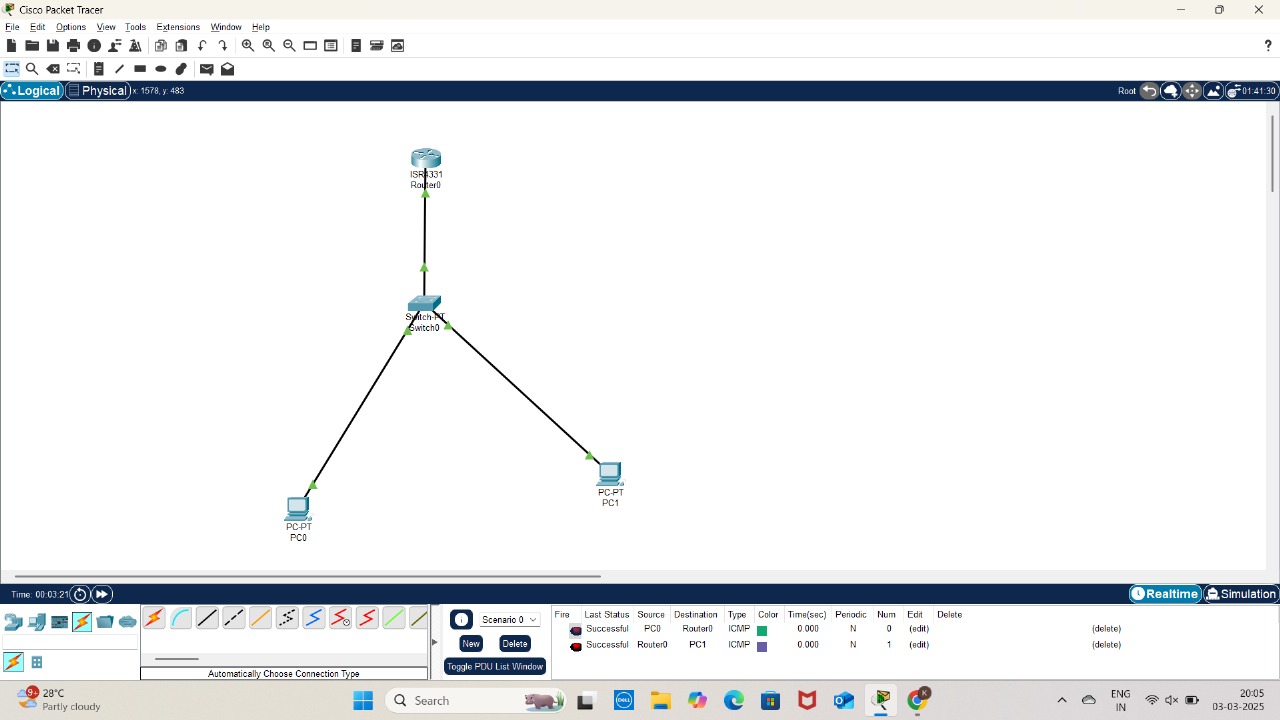 Cisco Packet Tracer
File Edit Options View Tools Extensions Window Help
Logical Physical x: 1578, y: 483 Root 01:41:30
ISR4331
Router0
Switch-PT
Switch0
PC-PT
PC1
PC-PT
PC0
Time: 00:03:21 Realtime Simulation
Scenario 0
New Delete
Toggle PDU List Window
Automatically Choose Connection Type
Fire Last Status Source Destination Type Color Time(sec) Periodic Num Edit Delete
Successful PC0 Router0 ICMP 0.000 N 0 (edit) (delete)
Successful Router0 PC1 ICMP 0.000 N 1 (edit) (delete)
9+ 28°C
Partly cloudy
Search
DELL
K
ENG
IN
20:05
03-03-2025